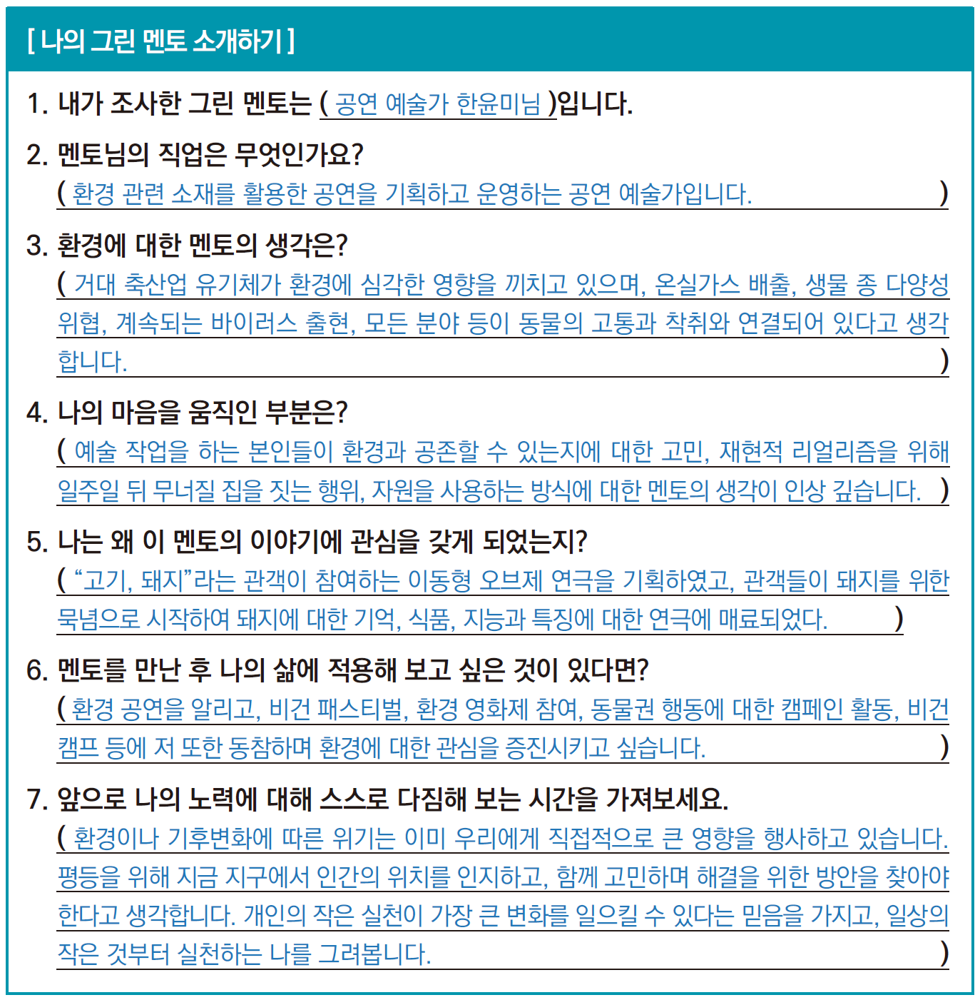 [ 나의 그린 멘토 소개하기 ]
1. 내가 조사한 그린 멘토는 ( 공연 예술가 한윤미님 )입니다.
2. 멘토님의 직업은 무엇인가요?
( 환경 관련 소재를 활용한 공연을 기획하고 운영하는 공연 예술가입니다. )
3. 환경에 대한 멘토의 생각은?
( 거대 축산업 유기체가 환경에 심각한 영향을 끼치고 있으며, 온실가스 배출, 생물 종 다양성
위협, 계속되는 바이러스 출현, 모든 분야 등이 동물의 고통과 착취와 연결되어 있다고 생각
합니다. )
4. 나의 마음을 움직인 부분은?
( 예술 작업을 하는 본인들이 환경과 공존할 수 있는지에 대한 고민, 재현적 리얼리즘을 위해
일주일 뒤 무너질 집을 짓는 행위, 자원을 사용하는 방식에 대한 멘토의 생각이 인상 깊습니다. )
5. 나는 왜 이 멘토의 이야기에 관심을 갖게 되었는지?
( “고기, 돼지”라는 관객이 참여하는 이동형 오브제 연극을 기획하였고, 관객들이 돼지를 위한
묵념으로 시작하여 돼지에 대한 기억, 식품, 지능과 특징에 대한 연극에 매료되었다. )
6. 멘토를 만난 후 나의 삶에 적용해 보고 싶은 것이 있다면?
( 환경 공연을 알리고, 비건 패스티벌, 환경 영화제 참여, 동물권 행동에 대한 캠페인 활동, 비건
캠프 등에 저 또한 동참하며 환경에 대한 관심을 증진시키고 싶습니다. )
7. 앞으로 나의 노력에 대해 스스로 다짐해 보는 시간을 가져보세요.
( 환경이나 기후변화에 따른 위기는 이미 우리에게 직접적으로 큰 영향을 행사하고 있습니다.
평등을 위해 지금 지구에서 인간의 위치를 인지하고, 함께 고민하며 해결을 위한 방안을 찾아야
한다고 생각합니다. 개인의 작은 실천이 가장 큰 변화를 일으킬 수 있다는 믿음을 가지고, 일상의
작은 것부터 실천하는 나를 그려봅니다. )